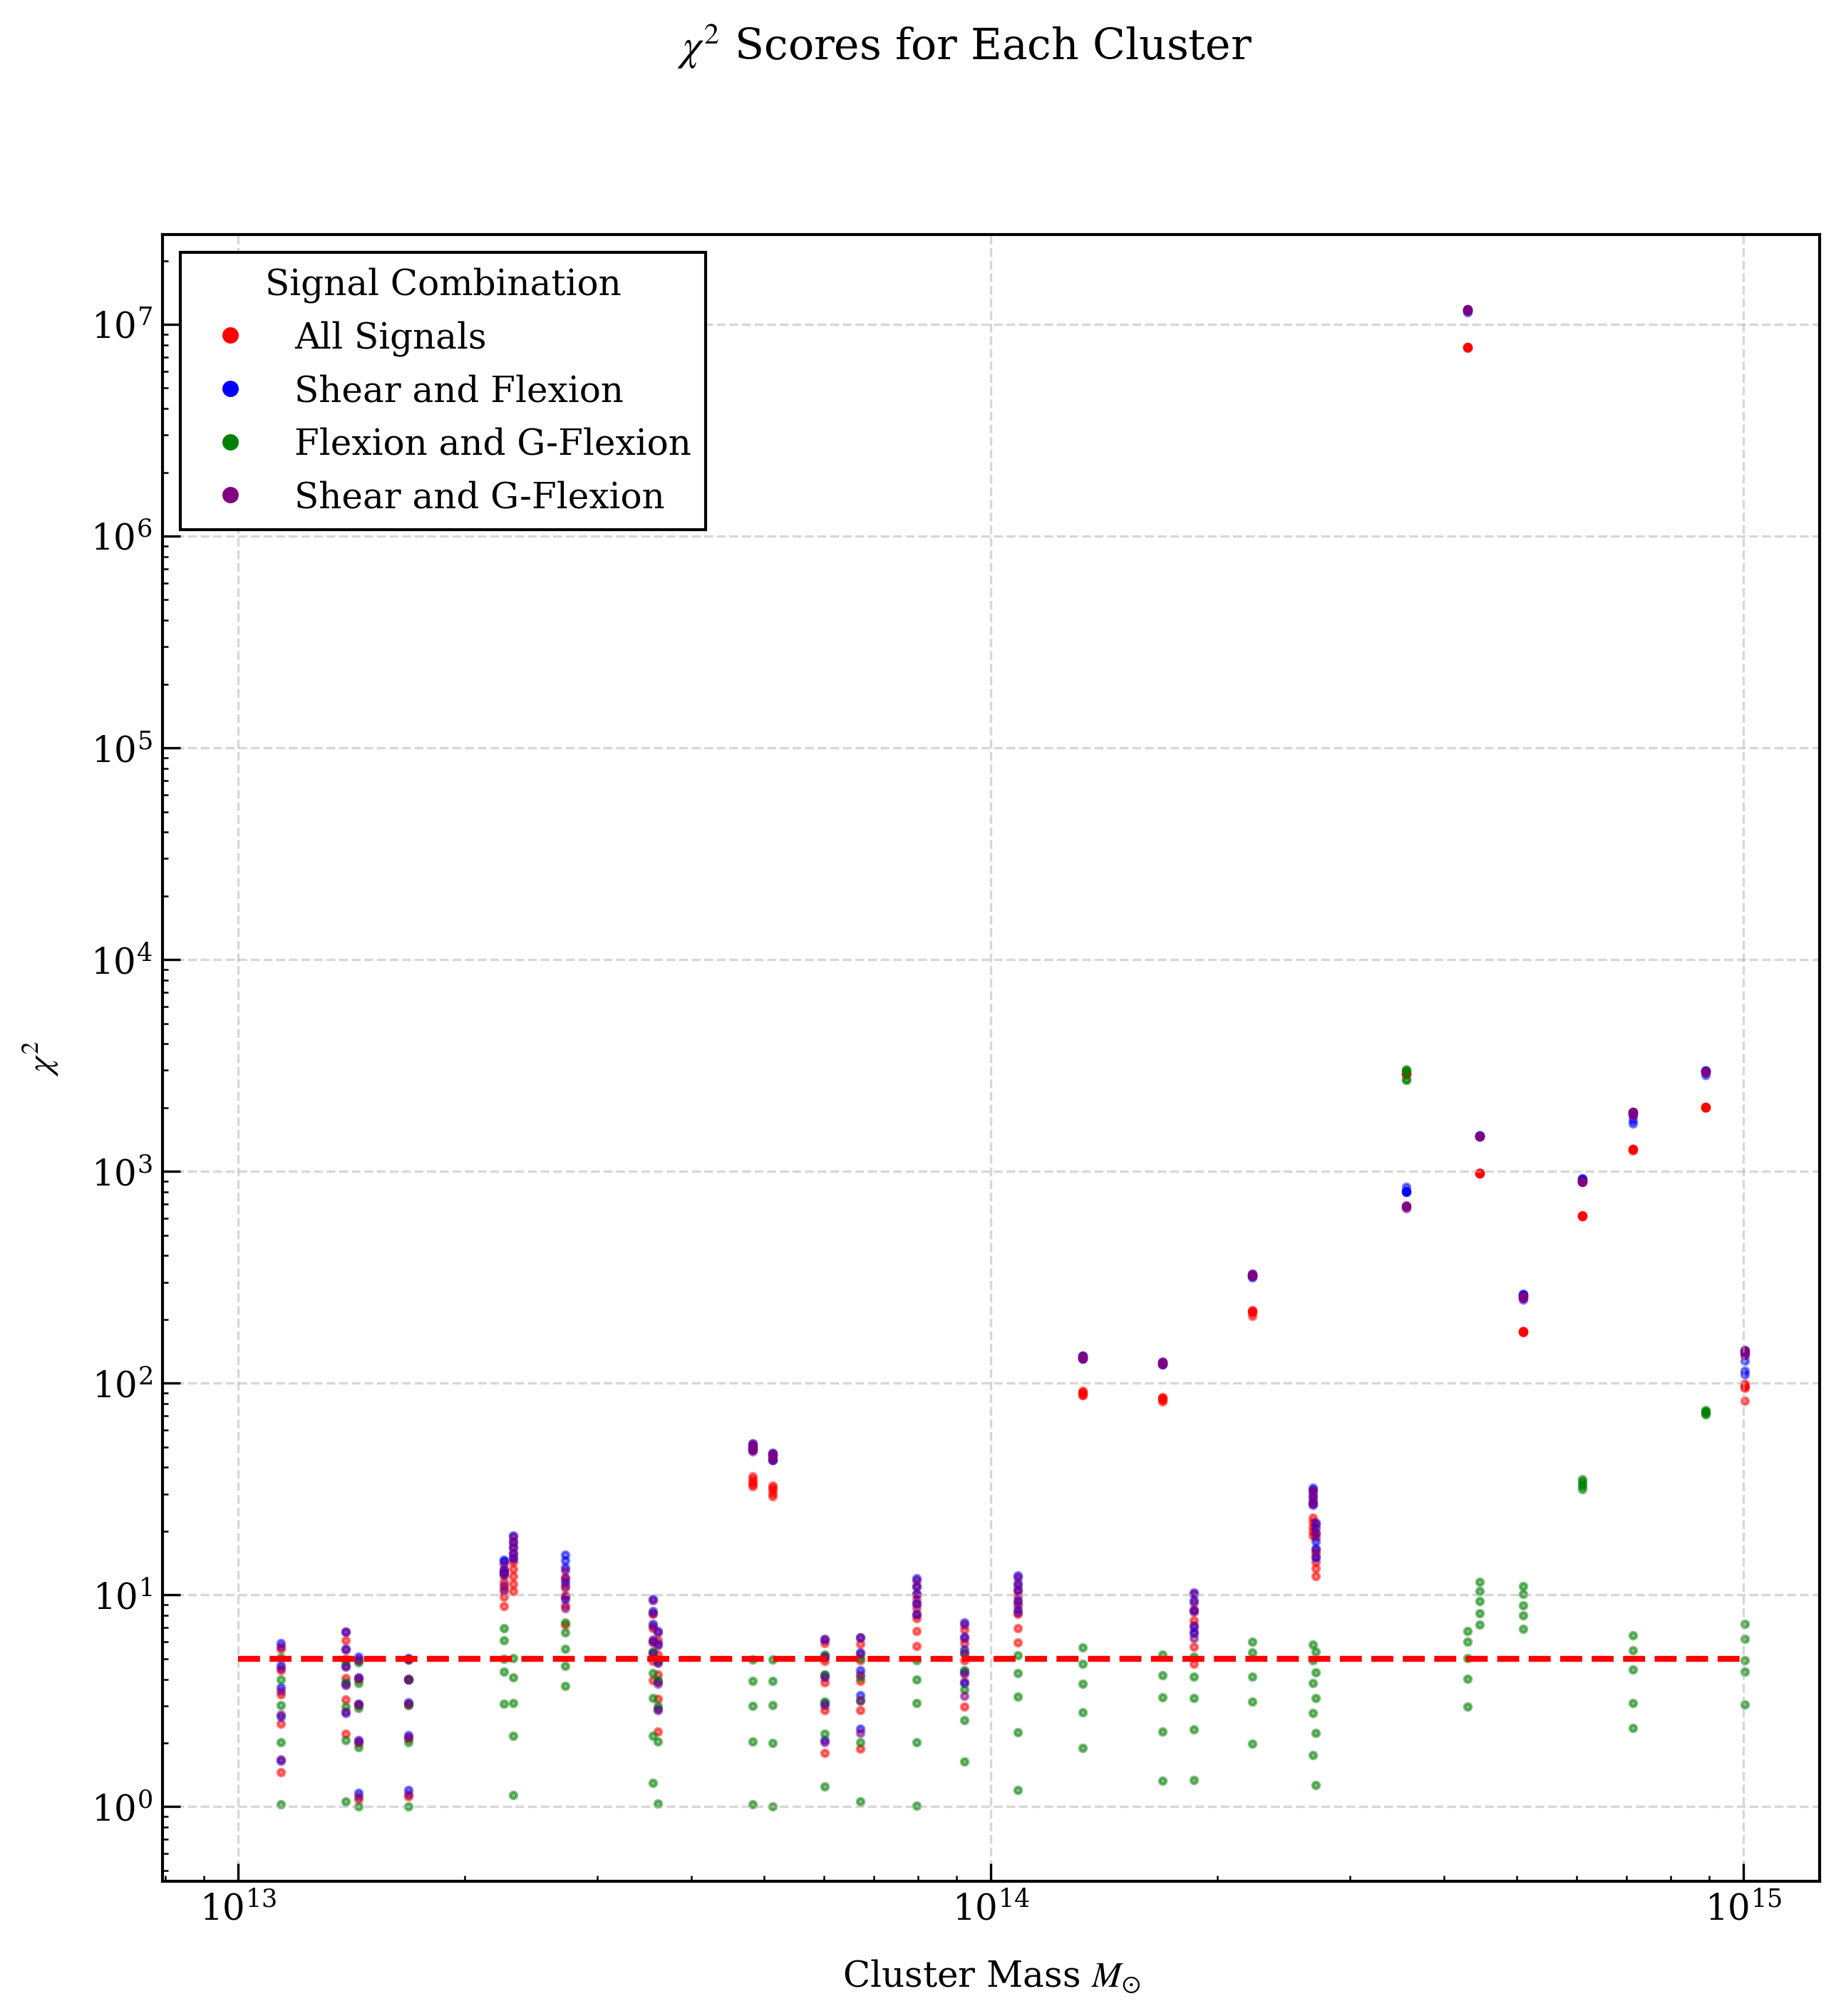 χ² Scores for Each Cluster
Signal Combination
All Signals
Shear and Flexion
Flexion and G-Flexion
Shear and G-Flexion
10⁷
10⁶
10⁵
10⁴
10³
10²
10¹
10⁰
χ²
10¹³ 10¹⁴ 10¹⁵
Cluster Mass M⊙